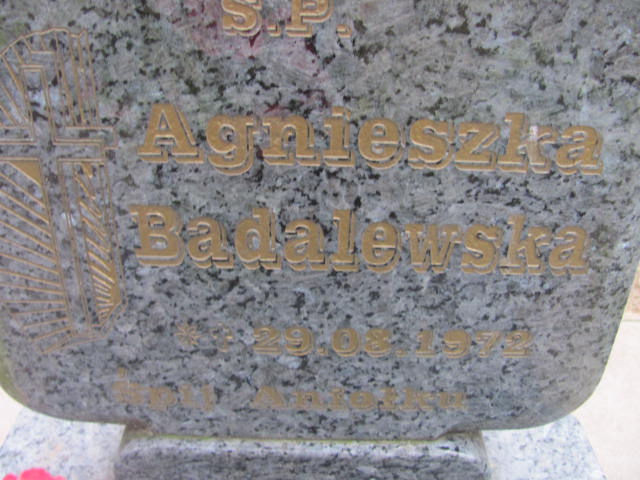 Ś.P.
Agnieszka
Badalewska
*† 29.08.1972
Śpij Aniołku